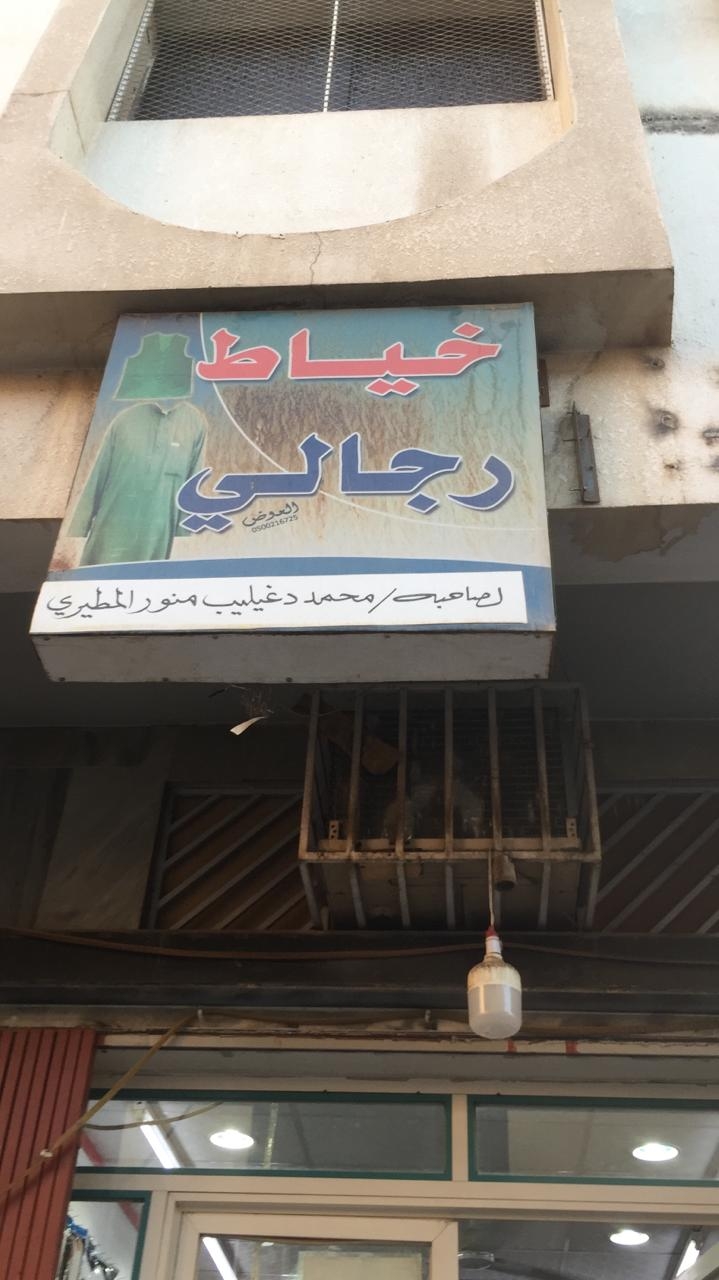 خياط
رجالي
العوض
0500216725
لصاحبه/محمد دغيليب منور المطيري